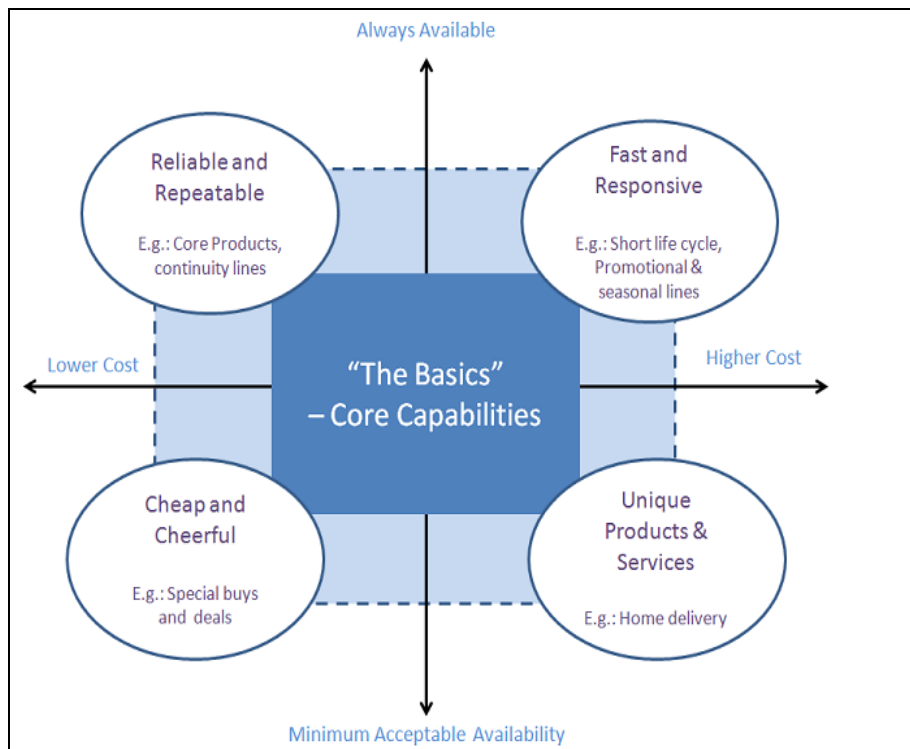 Always Available
Reliable and
Repeatable
E.g.: Core Products,
continuity lines
Fast and
Responsive
E.g.: Short life cycle,
Promotional &
seasonal lines
Lower Cost
Higher Cost
“The Basics”
– Core Capabilities
Cheap and
Cheerful
E.g.: Special buys
and deals
Unique
Products &
Services
E.g.: Home delivery
Minimum Acceptable Availability